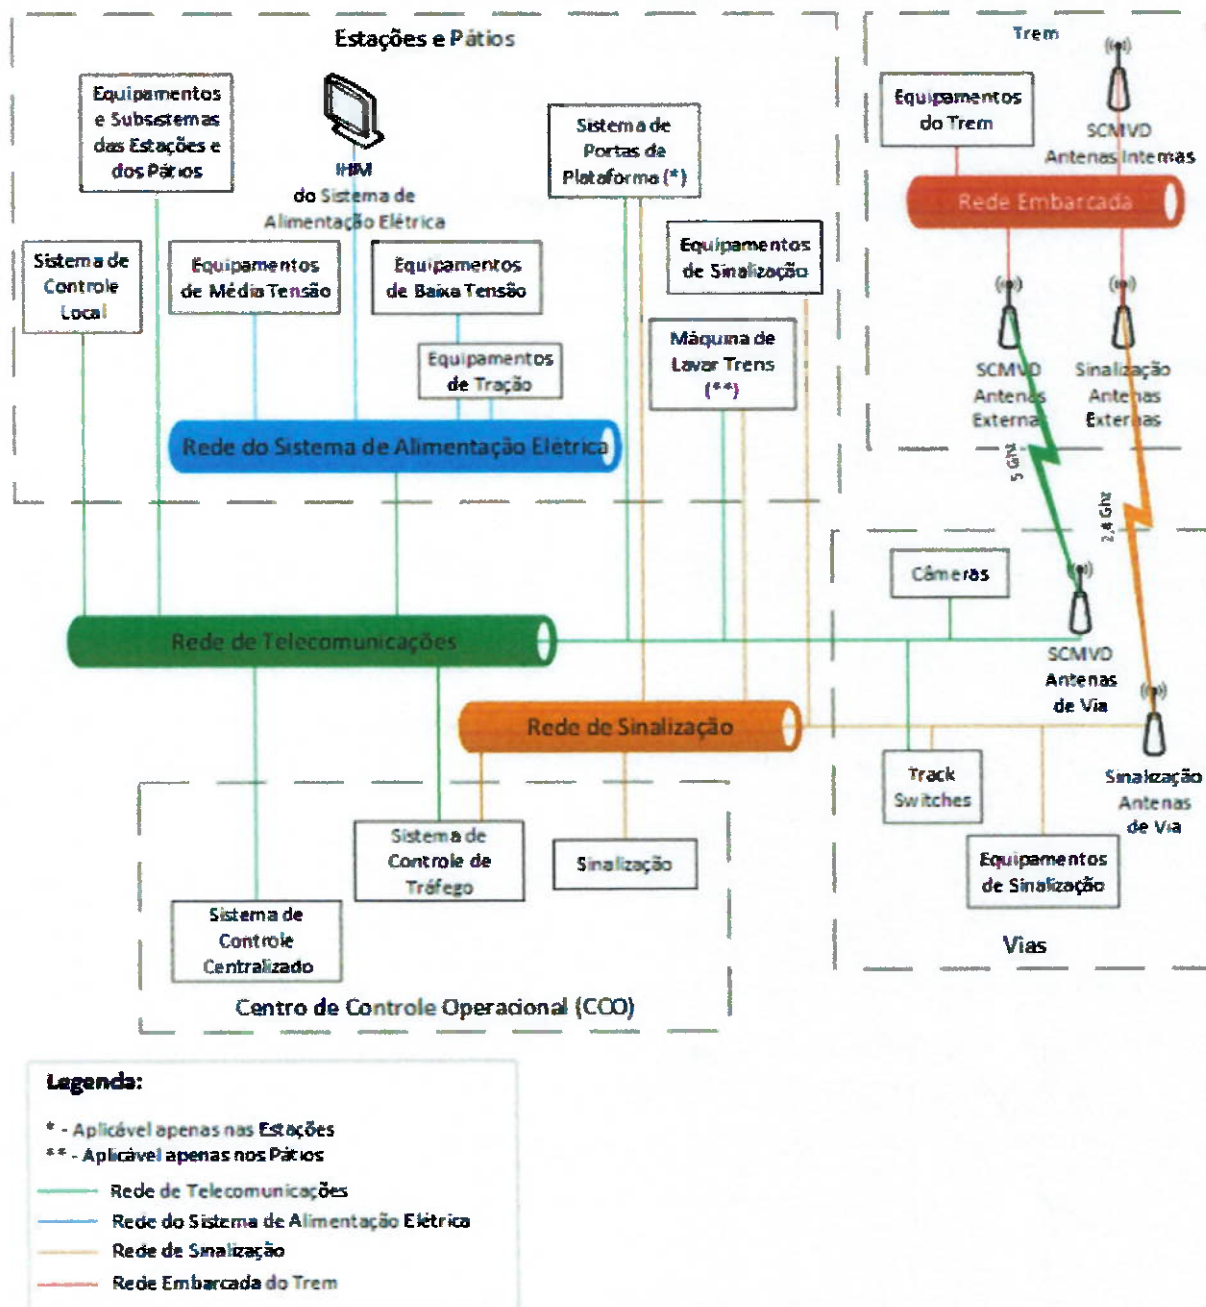 Estações e Pátios
Equipamentos
e Subsistemas
das Estações e
dos Pátios
IHM
do Sistema de
Alimentação Elétrica
Sistema de
Portas de
Plataforma (*)
Sistema de
Controle
Local
Equipamentos
de Média Tensão
Equipamentos
de Baixa Tensão
Equipamentos
de Tração
Equipamentos
de Sinalização
Máquina de
Lavar Trens
(**)
Rede do Sistema de Alimentação Elétrica
Trem
Equipamentos
do Trem
SCMVD
Antenas Internas
Rede Embarcada
SCMVD
Antenas
Externas
Sinalização
Antenas
Externas
5 Ghz
2,4 Ghz
Rede de Telecomunicações
Rede de Sinalização
Câmeras
SCMVD
Antenas
de Via
Track
Switches
Sinalização
Antenas
de Via
Equipamentos
de Sinalização
Vias
Sistema de
Controle de
Tráfego
Sinalização
Sistema de
Controle
Centralizado
Centro de Controle Operacional (CCO)
Legenda:
* - Aplicável apenas nas Estações
** - Aplicável apenas nos Pátios
Rede de Telecomunicações
Rede do Sistema de Alimentação Elétrica
Rede de Sinalização
Rede Embarcada do Trem